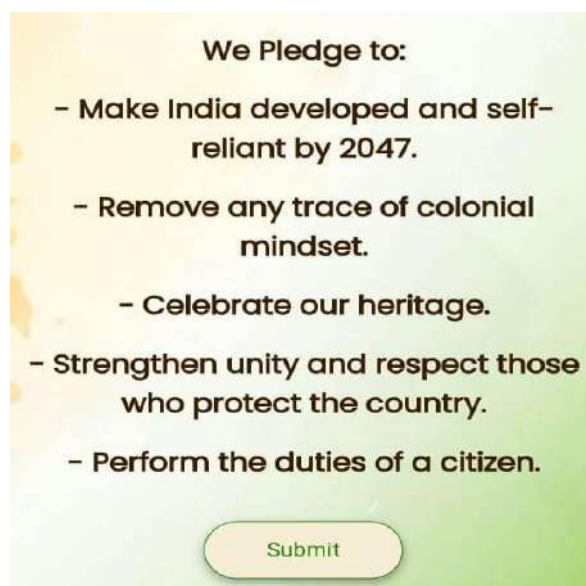 We Pledge to:
- Make India developed and self-
reliant by 2047.
- Remove any trace of colonial
mindset.
- Celebrate our heritage.
- Strengthen unity and respect those
who protect the country.
- Perform the duties of a citizen.
Submit